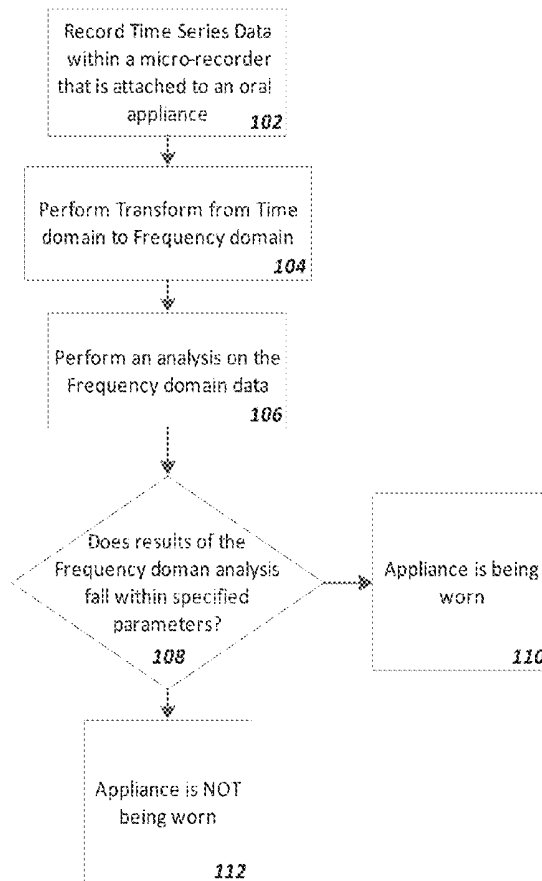 Record Time Series Data
within a micro-recorder
that is attached to an oral
appliance
102
Perform Transform from Time
domain to Frequency domain
104
Perform an analysis on the
Frequency domain data
106
Does results of the
Frequency doman analysis
fall within specified
parameters?
108
Appliance is being
worn
110
Appliance is NOT
being worn
112